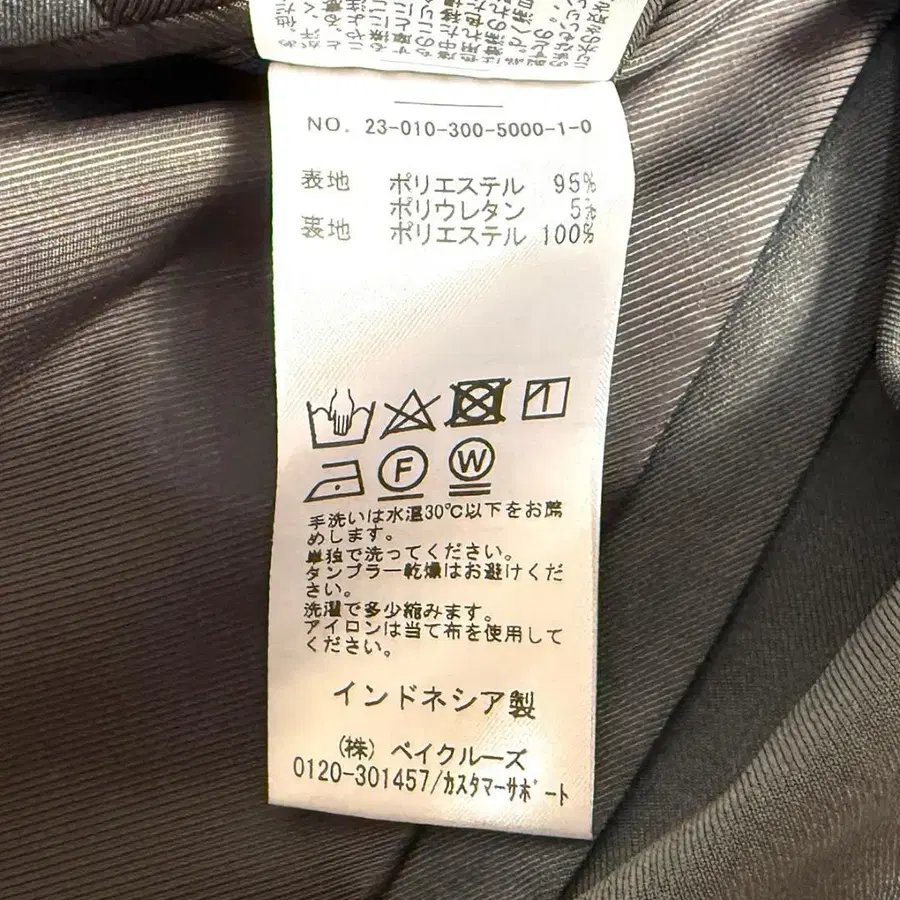 NO. 23-010-300-5000-1-0
表地 ポリエステル 95%
ポリウレタン 5%
裏地 ポリエステル 100%
F W
手洗いは水温30℃以下をお薦
めします。
単独で洗ってください。
タンブラー乾燥はお避けくだ
さい。
洗濯で多少縮みます。
アイロンは当て布を使用して
ください。
インドネシア製
(株) ベイクルーズ
0120-301457/カスタマーサポート